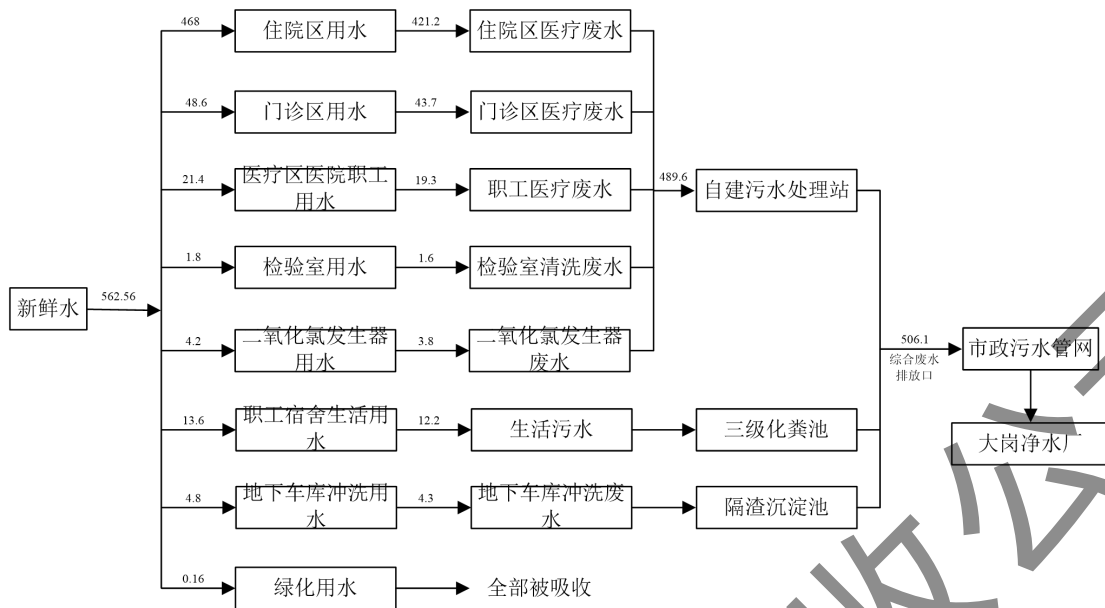 468
住院区用水
421.2
住院区医疗废水
48.6
门诊区用水
43.7
门诊区医疗废水
21.4
医疗区医院职工
用水
19.3
职工医疗废水
489.6
自建污水处理站
1.8
检验室用水
1.6
检验室清洗废水
新鲜水
562.56
4.2
二氧化氯发生器
用水
3.8
二氧化氯发生器
废水
506.1
综合废水
排放口
市政污水管网
13.6
职工宿舍生活用
水
12.2
生活污水
三级化粪池
大岗净水厂
4.8
地下车库冲洗用
水
4.3
地下车库冲洗废
水
隔渣沉淀池
0.16
绿化用水
全部被吸收
收公